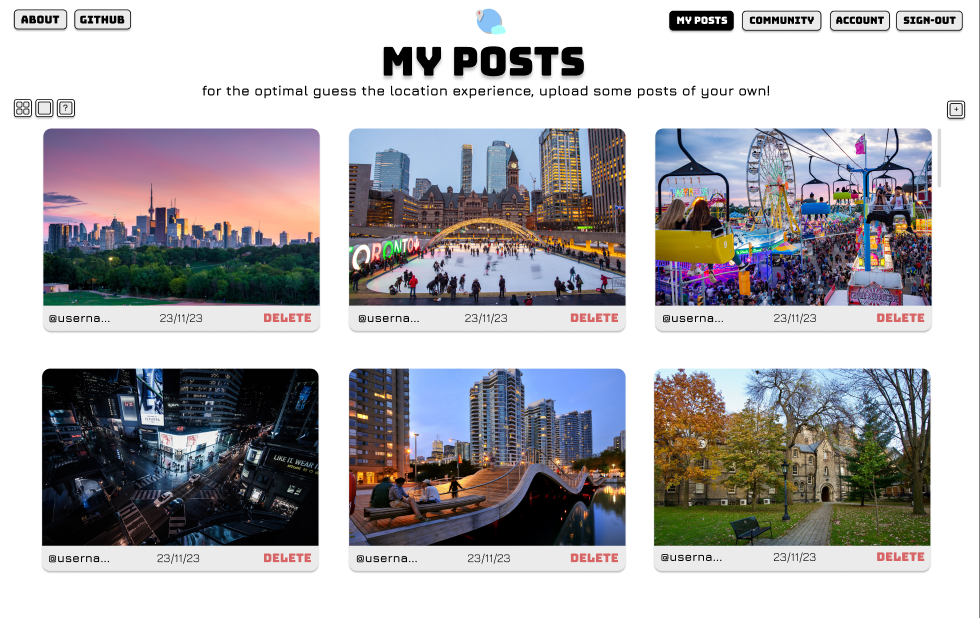 ABOUT GITHUB MY POSTS COMMUNITY ACCOUNT SIGN-OUT
MY POSTS
for the optimal guess the location experience, upload some posts of your own!
? +
ORONTO
@userna... 23/11/23 DELETE @userna... 23/11/23 DELETE @userna... 23/11/23 DELETE
LIKE IT WEAR I
@userna... 23/11/23 DELETE @userna... 23/11/23 DELETE @userna... 23/11/23 DELETE